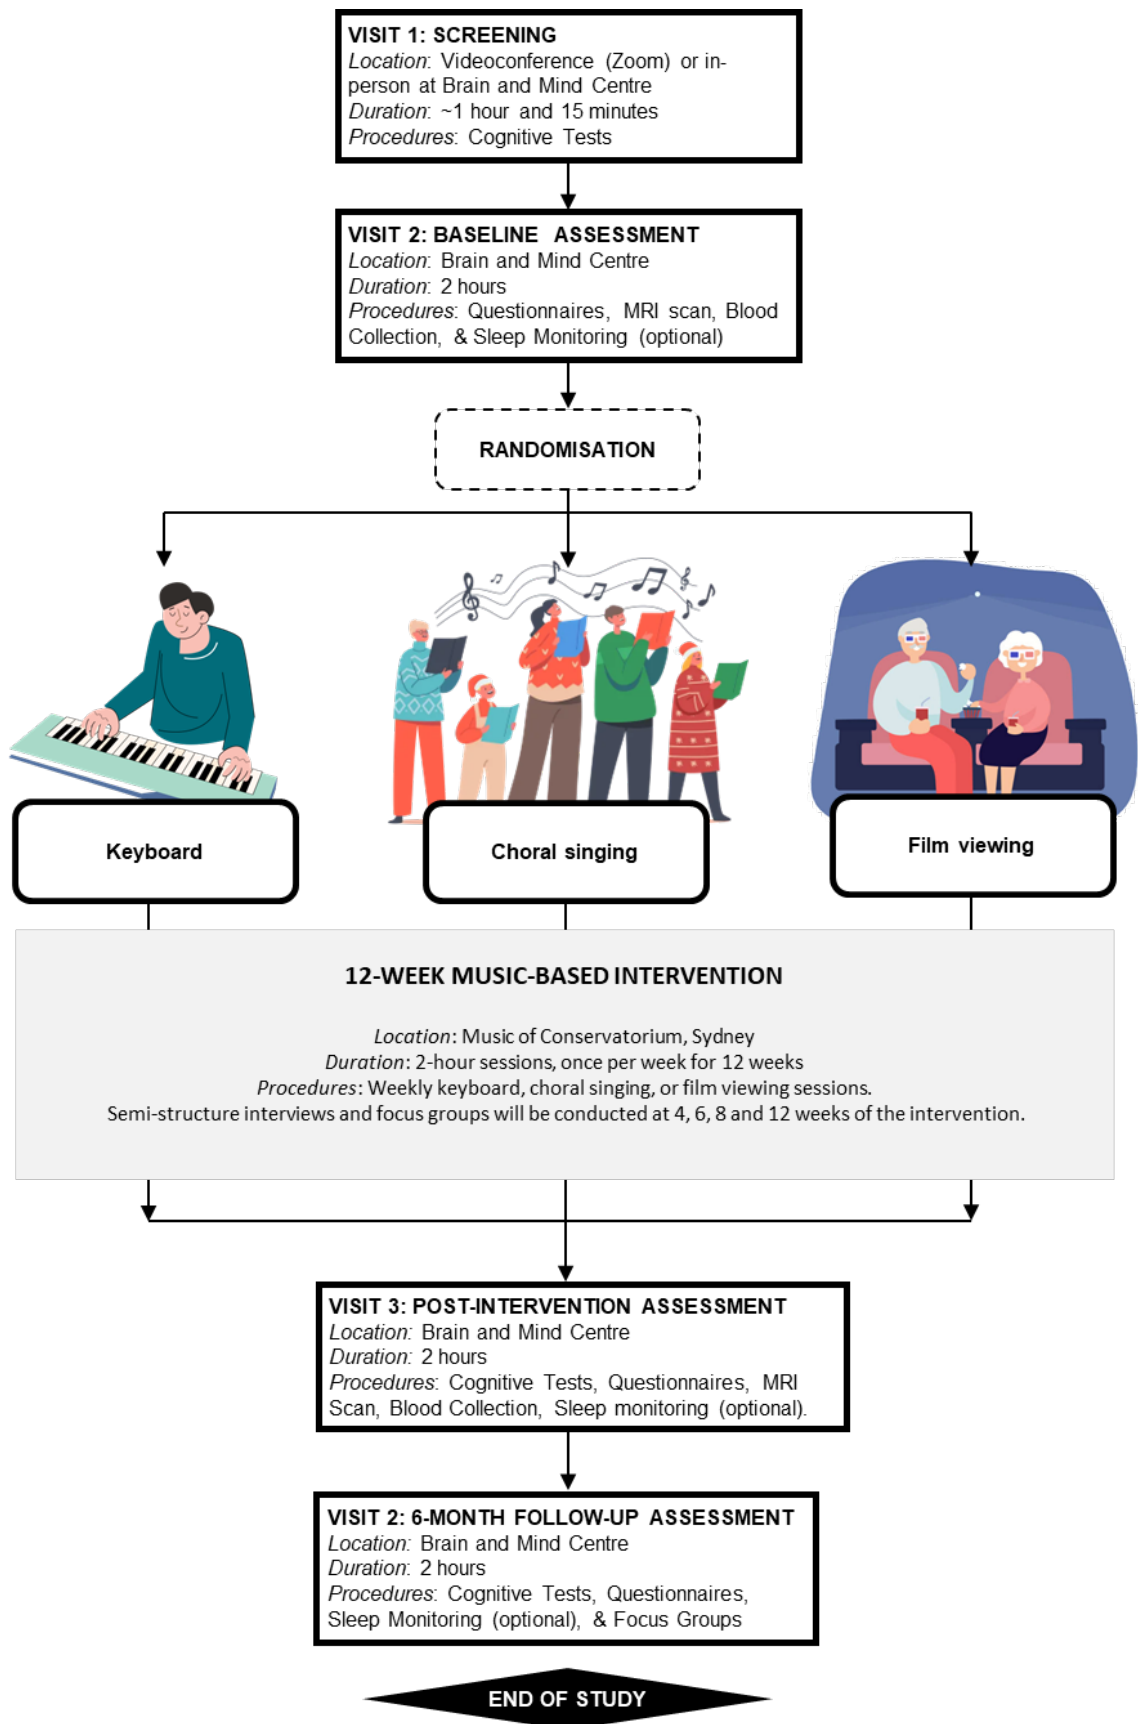 VISIT 1: SCREENING
Location: Videoconference (Zoom) or in-
person at Brain and Mind Centre
Duration: ~1 hour and 15 minutes
Procedures: Cognitive Tests
VISIT 2: BASELINE ASSESSMENT
Location: Brain and Mind Centre
Duration: 2 hours
Procedures: Questionnaires, MRI scan, Blood
Collection, & Sleep Monitoring (optional)
RANDOMISATION
Keyboard
Choral singing
Film viewing
12-WEEK MUSIC-BASED INTERVENTION
Location: Music of Conservatorium, Sydney
Duration: 2-hour sessions, once per week for 12 weeks
Procedures: Weekly keyboard, choral singing, or film viewing sessions.
Semi-structure interviews and focus groups will be conducted at 4, 6, 8 and 12 weeks of the intervention.
VISIT 3: POST-INTERVENTION ASSESSMENT
Location: Brain and Mind Centre
Duration: 2 hours
Procedures: Cognitive Tests, Questionnaires, MRI
Scan, Blood Collection, Sleep monitoring (optional).
VISIT 2: 6-MONTH FOLLOW-UP ASSESSMENT
Location: Brain and Mind Centre
Duration: 2 hours
Procedures: Cognitive Tests, Questionnaires,
Sleep Monitoring (optional), & Focus Groups
END OF STUDY